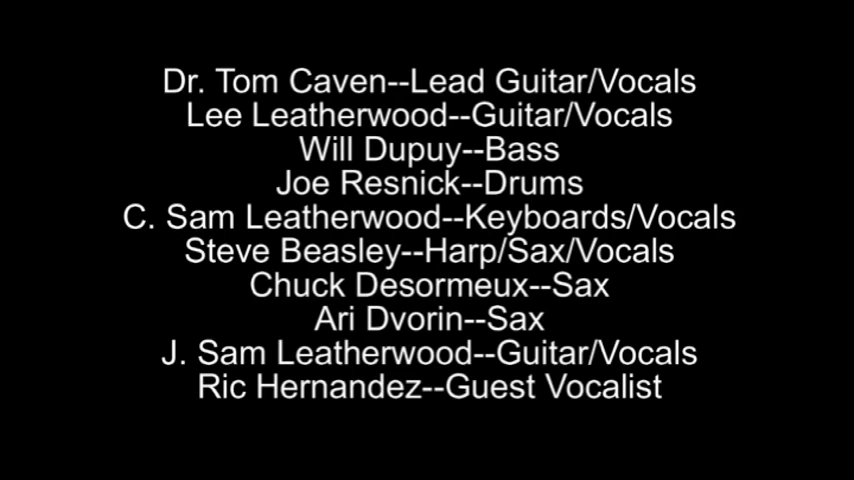 Dr. Tom Caven--Lead Guitar/Vocals
Lee Leatherwood--Guitar/Vocals
Will Dupuy--Bass
Joe Resnick--Drums
C. Sam Leatherwood--Keyboards/Vocals
Steve Beasley--Harp/Sax/Vocals
Chuck Desormeux--Sax
Ari Dvorin--Sax
J. Sam Leatherwood--Guitar/Vocals
Ric Hernandez--Guest Vocalist